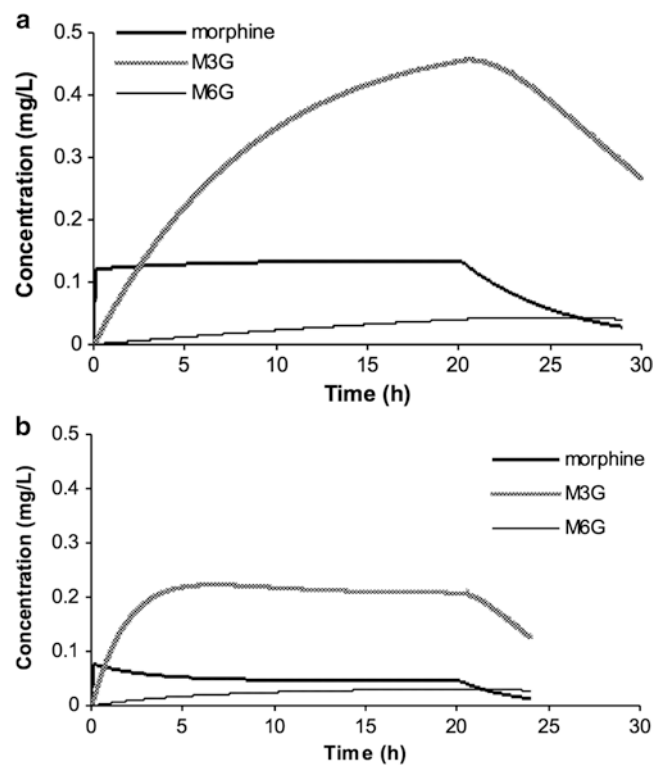 a
0.5
0.4
0.3
0.2
0.1
0
Concentration (mg/L)
morphine
M3G
M6G
0 5 10 15 20 25 30
Time (h)
b
0.5
0.4
0.3
0.2
0.1
0
Concentration (mg/L)
morphine
M3G
M6G
0 5 10 15 20 25 30
Time (h)